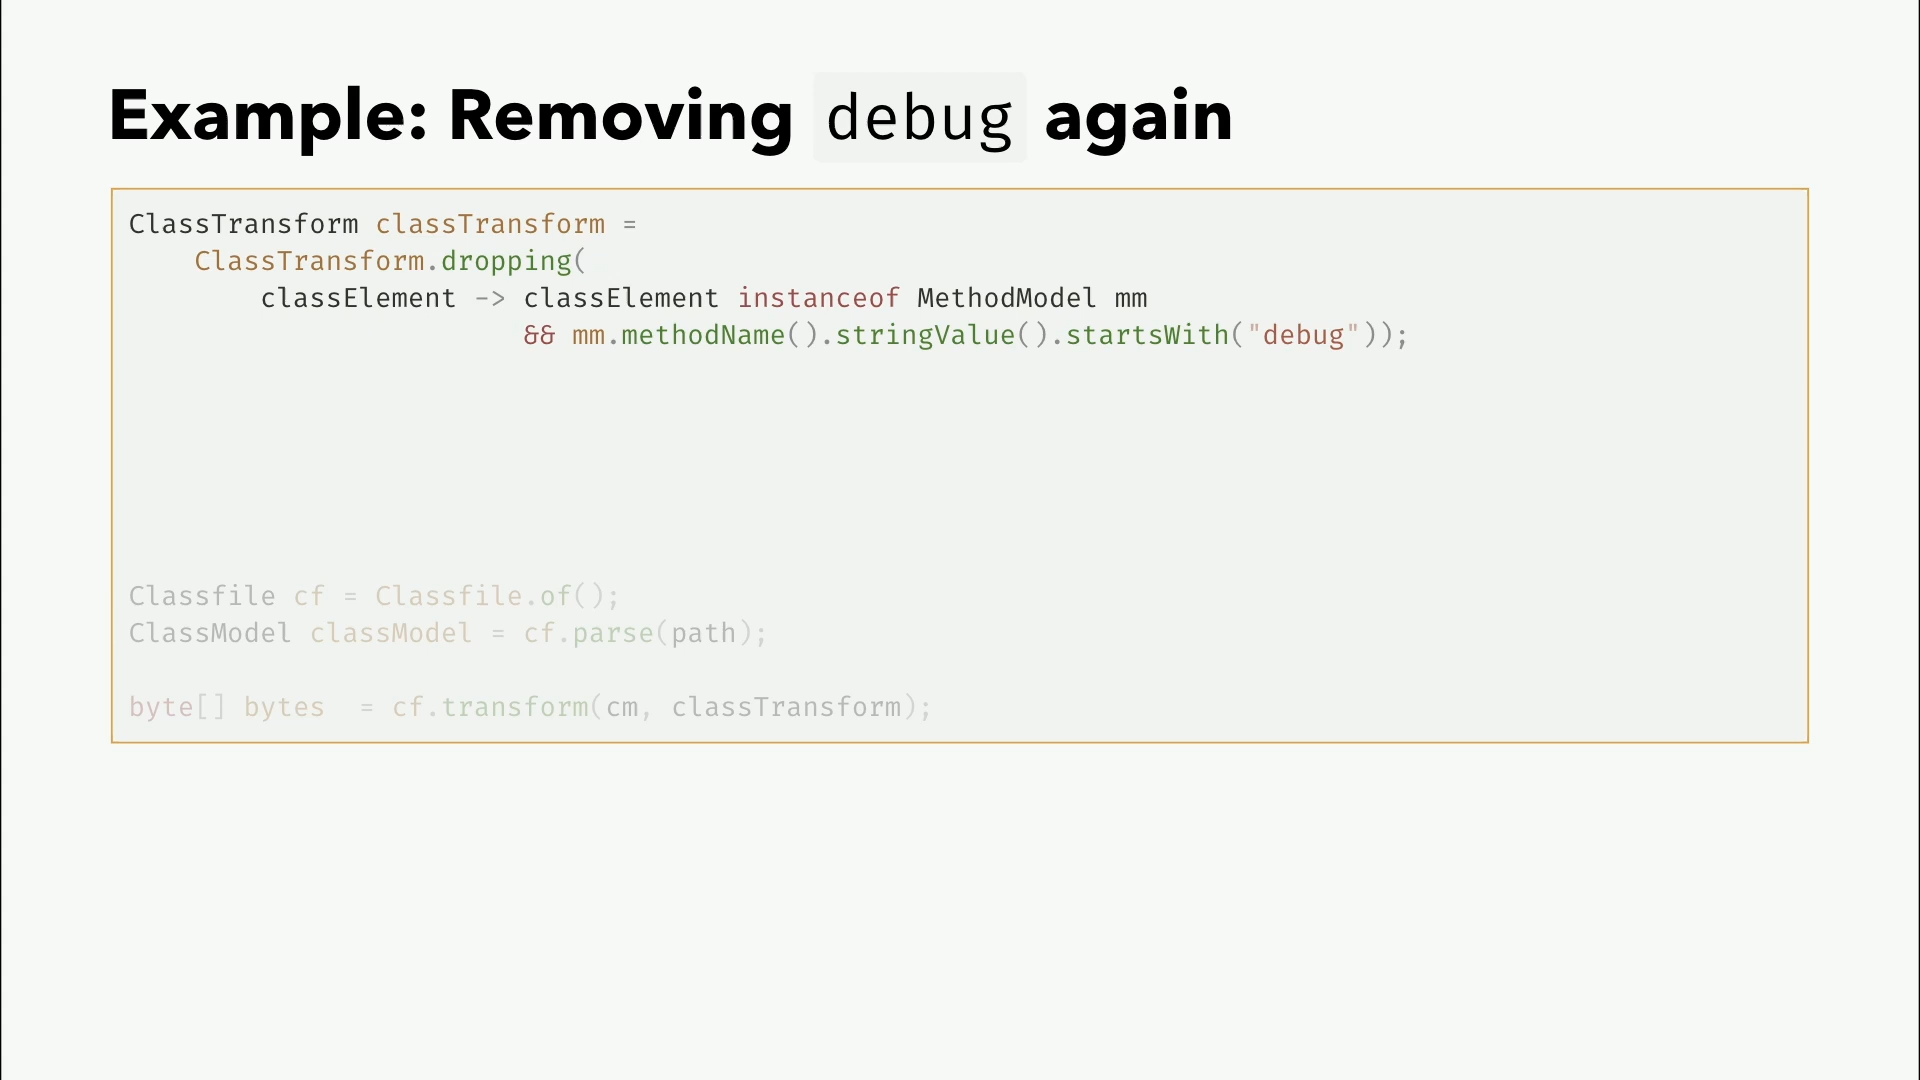 Example: Removing debug again
ClassTransform classTransform =
    ClassTransform.dropping(
        classElement -> classElement instanceof MethodModel mm
                        && mm.methodName().stringValue().startsWith("debug"));
Classfile cf = Classfile.of();
ClassModel classModel = cf.parse(path);
byte[] bytes  = cf.transform(cm, classTransform);